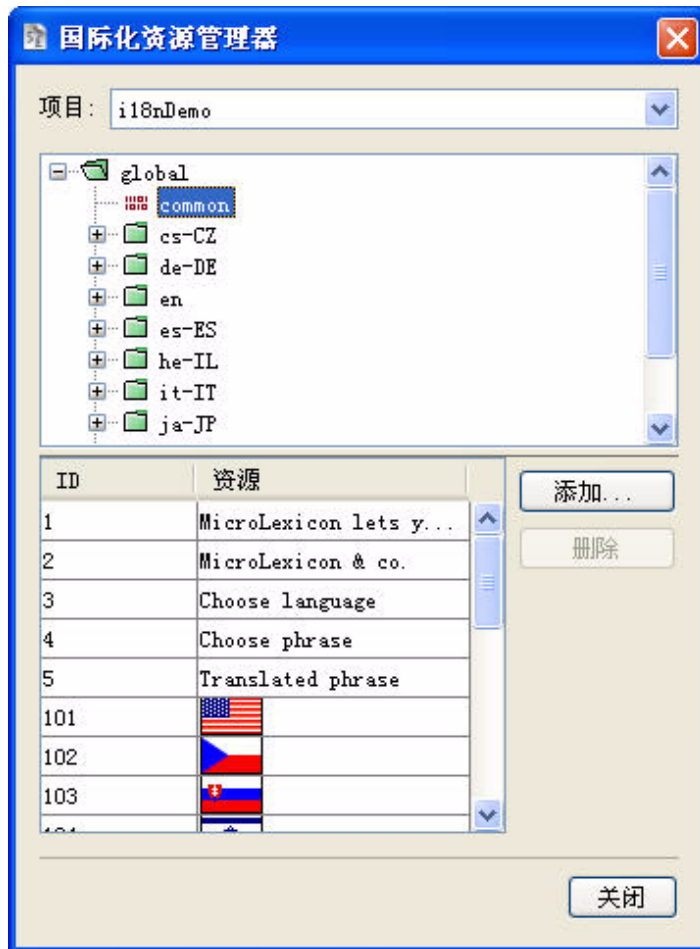 国际化资源管理器
项目: i18nDemo
global
common
cs-CZ
de-DE
en
es-ES
he-IL
it-IT
ja-JP
ID 资源
添加...
1 MicroLexicon lets y...
删除
2 MicroLexicon & co.
3 Choose language
4 Choose phrase
5 Translated phrase
101
102
103
关闭